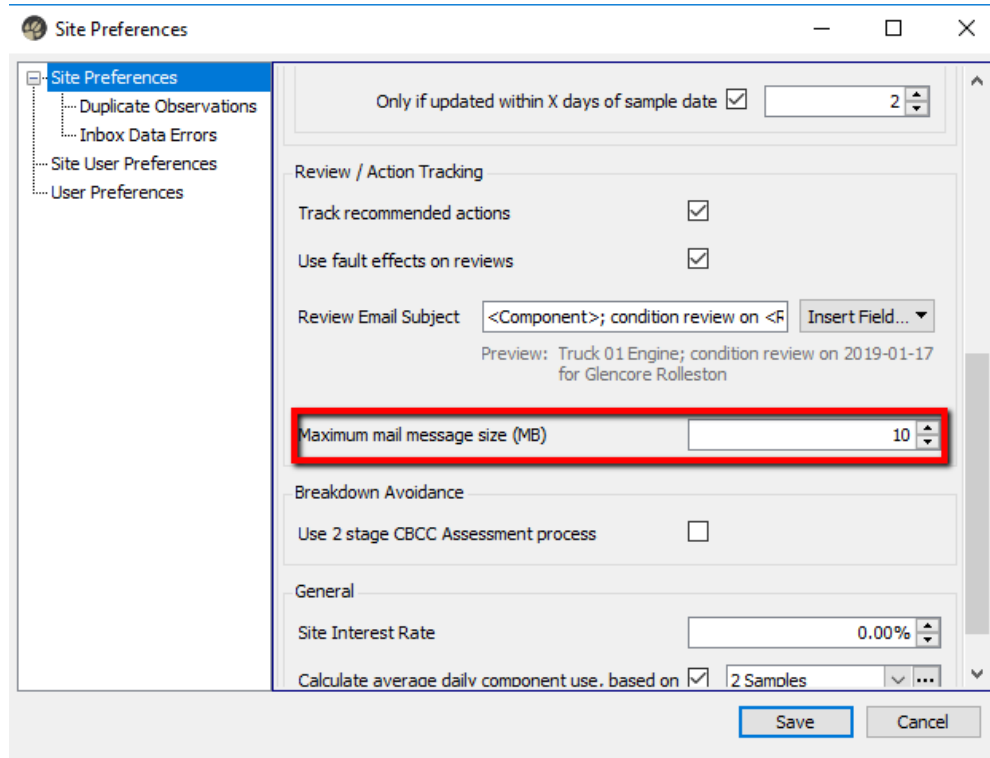 Site Preferences
Site Preferences
Duplicate Observations
Inbox Data Errors
Site User Preferences
User Preferences
Only if updated within X days of sample date 2
Review / Action Tracking
Track recommended actions
Use fault effects on reviews
Review Email Subject <Component>; condition review on <R Insert Field...
Preview: Truck 01 Engine; condition review on 2019-01-17
for Glencore Rolleston
Maximum mail message size (MB) 10
Breakdown Avoidance
Use 2 stage CBCC Assessment process
General
Site Interest Rate 0.00%
Calculate average daily component use, based on 2 Samples ...
Save Cancel